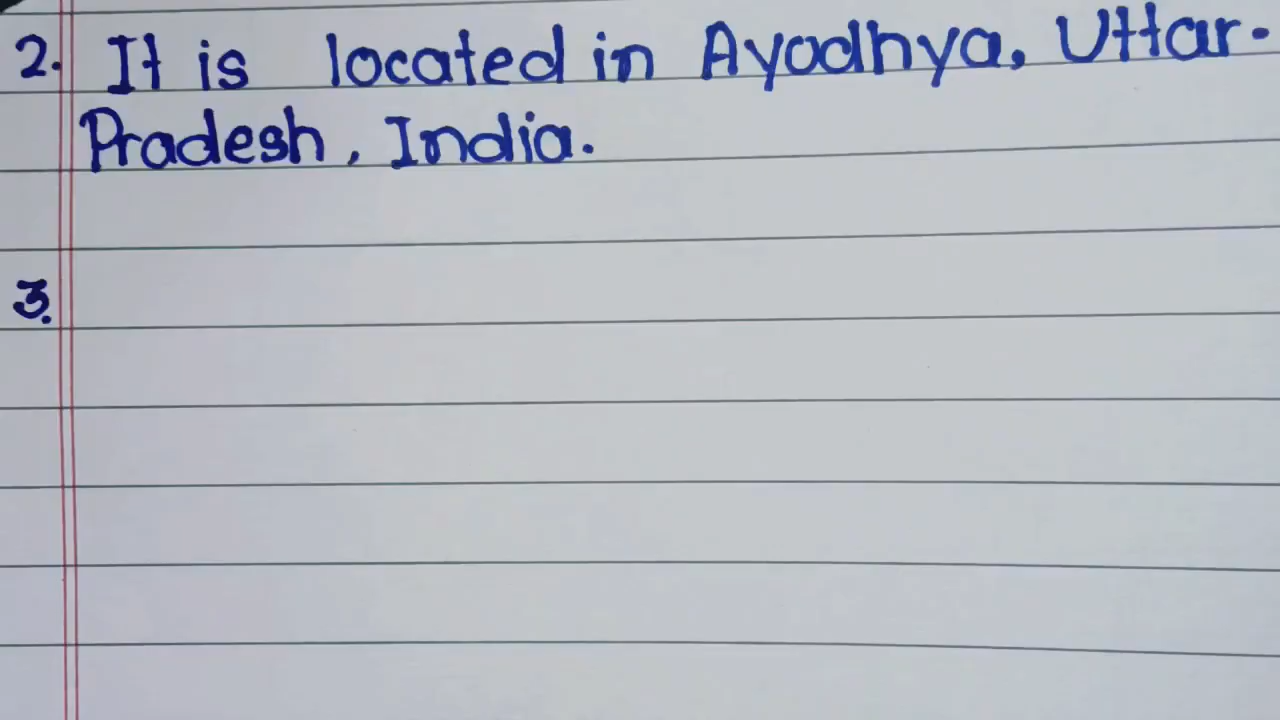 2. It is located in Ayodhya, Uttar-
Pradesh, India.
3.